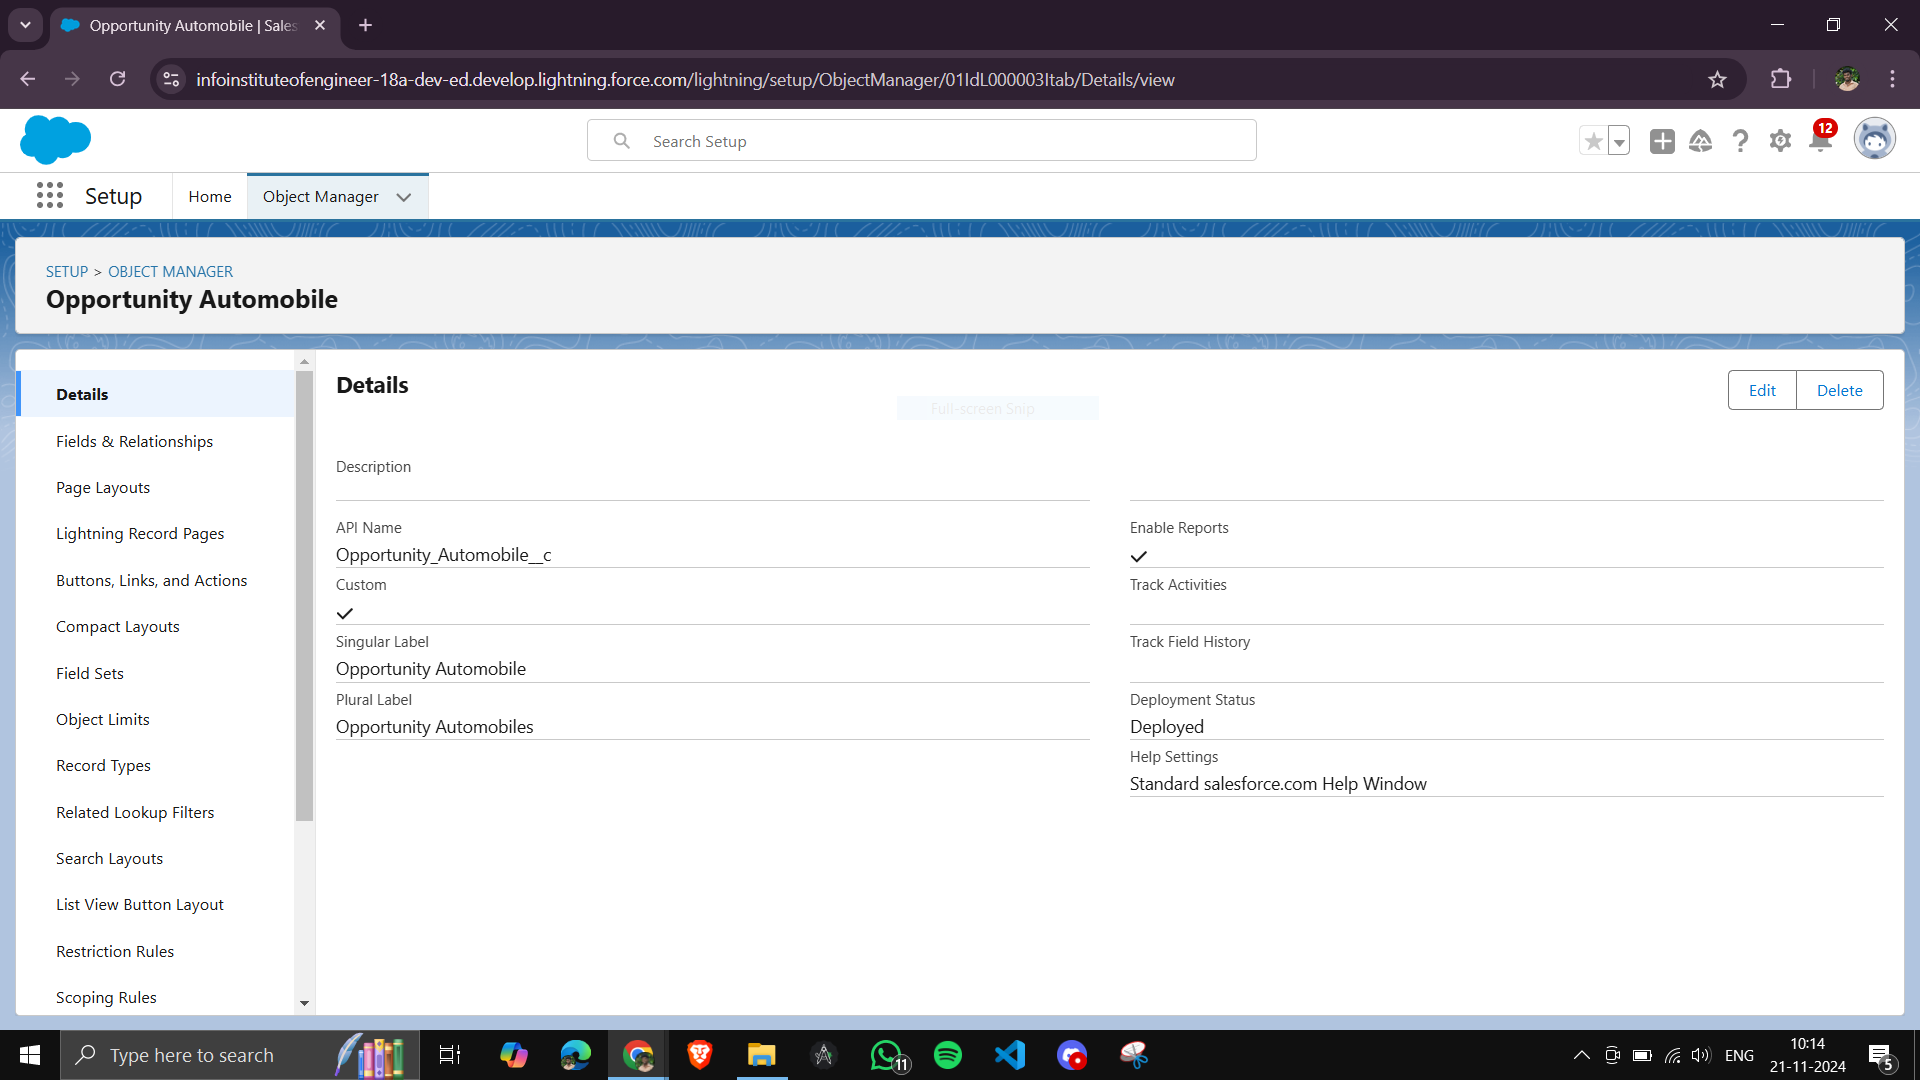 Opportunity Automobile | Sales
infoinstituteofengineer-18a-dev-ed.develop.lightning.force.com/lightning/setup/ObjectManager/01IdL000003Itab/Details/view
Search Setup
12
Setup
Home
Object Manager
SETUP > OBJECT MANAGER
Opportunity Automobile
Details
Fields & Relationships
Page Layouts
Lightning Record Pages
Buttons, Links, and Actions
Compact Layouts
Field Sets
Object Limits
Record Types
Related Lookup Filters
Search Layouts
List View Button Layout
Restriction Rules
Scoping Rules
Details
Edit
Delete
Full-screen Snip
Description
API Name
Opportunity_Automobile__c
Custom
Singular Label
Opportunity Automobile
Plural Label
Opportunity Automobiles
Enable Reports
Track Activities
Track Field History
Deployment Status
Deployed
Help Settings
Standard salesforce.com Help Window
Type here to search
11
ENG
10:14
21-11-2024
5